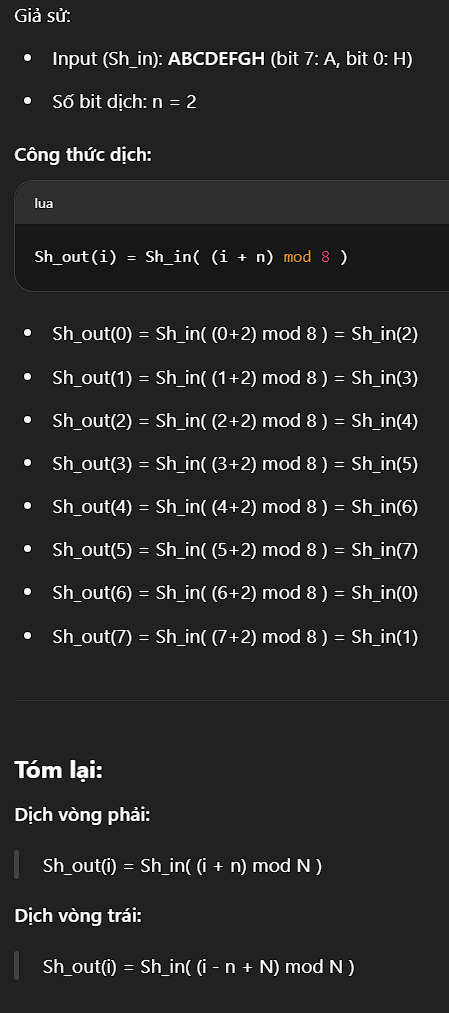 Giả sử:
• Input (Sh_in): ABCDEFGH (bit 7: A, bit 0: H)
• Số bit dịch: n = 2
Công thức dịch:
lua
Sh_out(i) = Sh_in( (i + n) mod 8 )
• Sh_out(0) = Sh_in( (0+2) mod 8 ) = Sh_in(2)
• Sh_out(1) = Sh_in( (1+2) mod 8 ) = Sh_in(3)
• Sh_out(2) = Sh_in( (2+2) mod 8 ) = Sh_in(4)
• Sh_out(3) = Sh_in( (3+2) mod 8 ) = Sh_in(5)
• Sh_out(4) = Sh_in( (4+2) mod 8 ) = Sh_in(6)
• Sh_out(5) = Sh_in( (5+2) mod 8 ) = Sh_in(7)
• Sh_out(6) = Sh_in( (6+2) mod 8 ) = Sh_in(0)
• Sh_out(7) = Sh_in( (7+2) mod 8 ) = Sh_in(1)
Tóm lại:
Dịch vòng phải:
Sh_out(i) = Sh_in( (i + n) mod N )
Dịch vòng trái:
Sh_out(i) = Sh_in( (i - n + N) mod N )